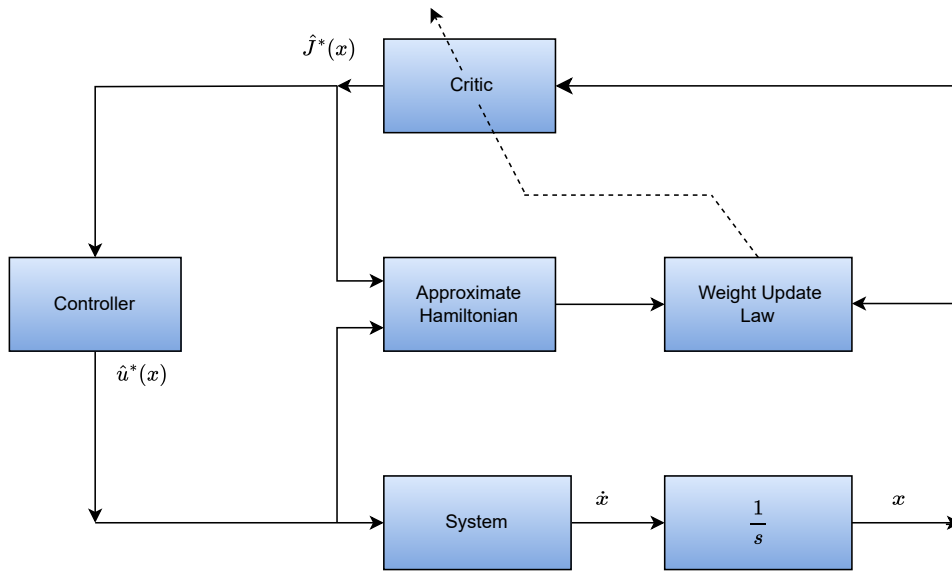 Ĵ*(x)
Critic
Controller
Approximate
Hamiltonian
Weight Update
Law
û*(x)
System
ẋ
1
s
x